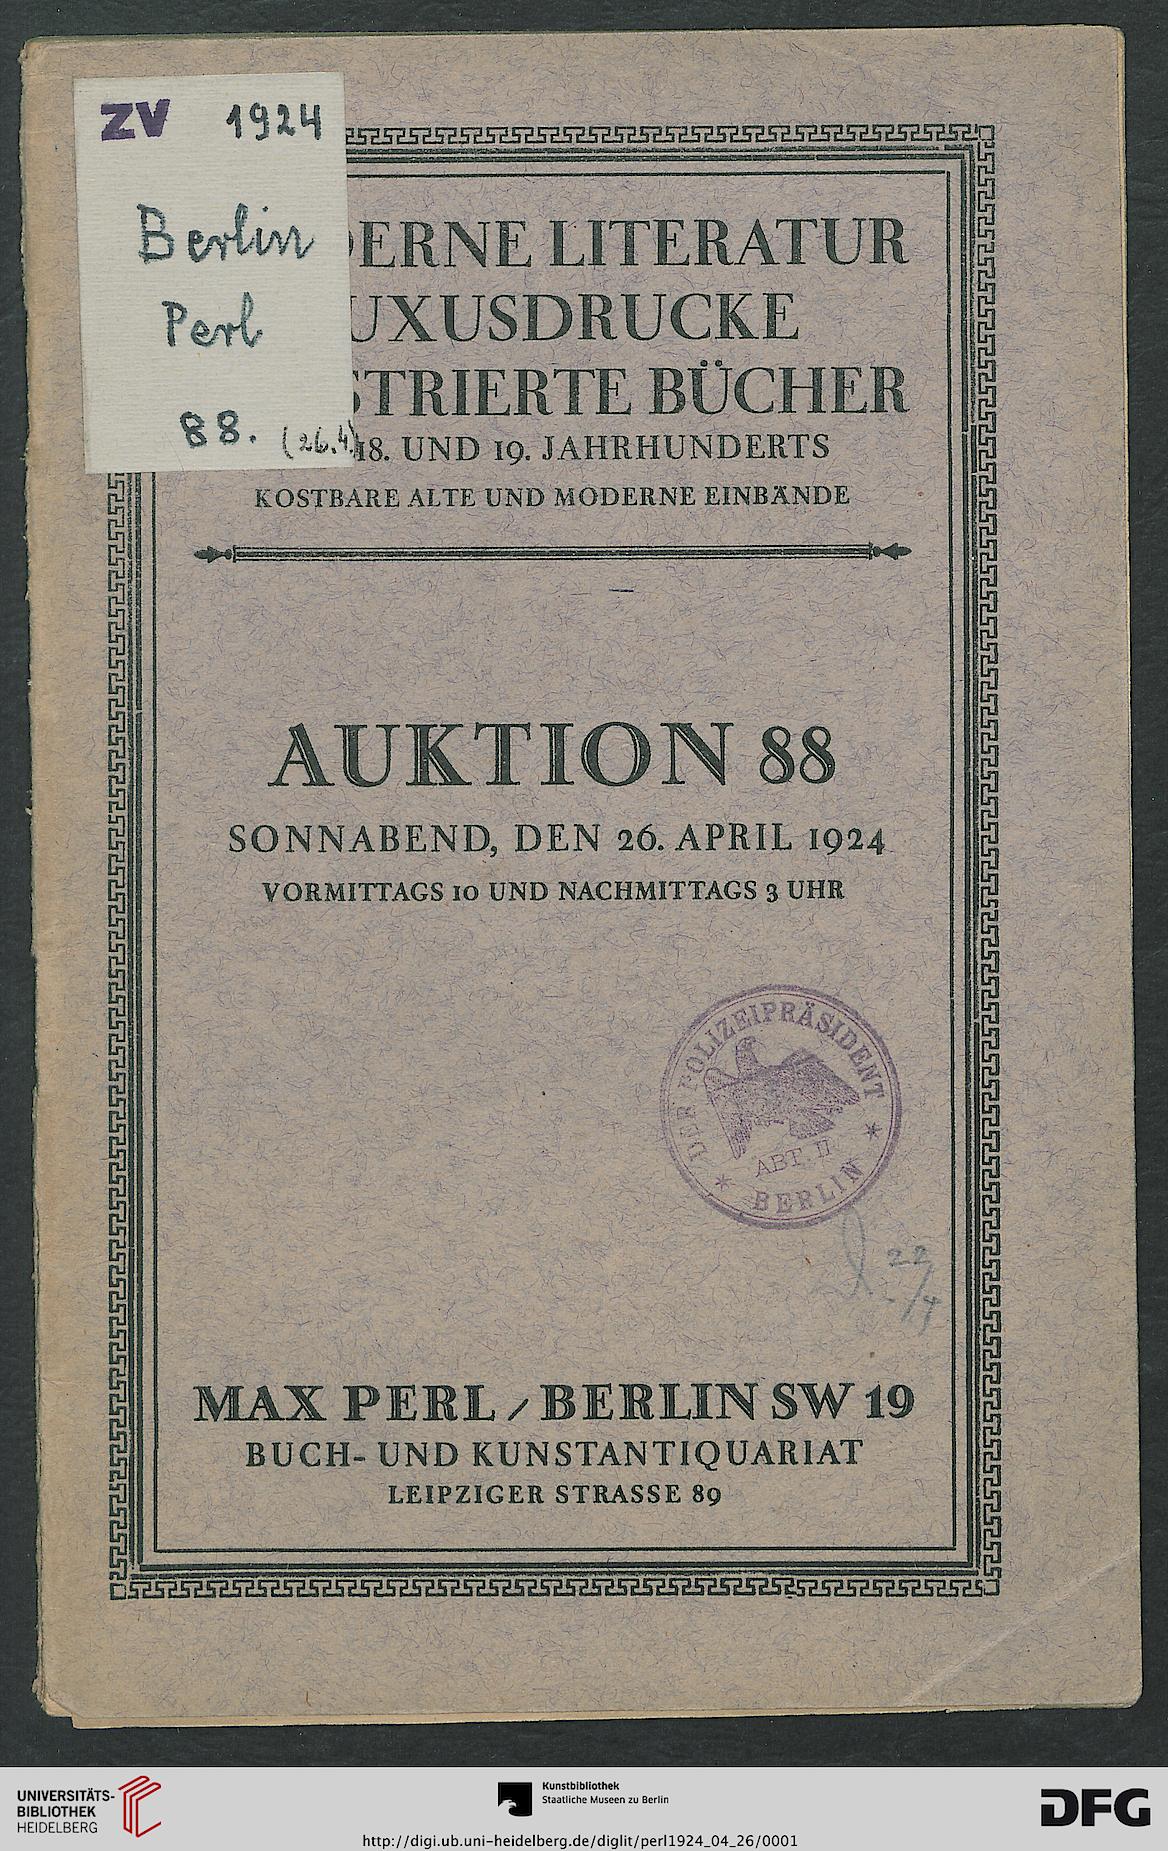 ZV 1924
Berlin
Perl
88. (26.4.)
ERNE LITERATUR
UXUSDRUCKE
STRIERTE BÜCHER
18. UND 19. JAHRHUNDERTS
KOSTBARE ALTE UND MODERNE EINBÄNDE
AUKTION 88
SONNABEND, DEN 26. APRIL 1924
VORMITTAGS 10 UND NACHMITTAGS 3 UHR
DER POLIZEIPRÄSIDENT
ABT. II
* BERLIN *
22/4
MAX PERL / BERLIN SW 19
BUCH- UND KUNSTANTIQUARIAT
LEIPZIGER STRASSE 89
UNIVERSITÄTS-
BIBLIOTHEK
HEIDELBERG
Kunstbibliothek
Staatliche Museen zu Berlin
DFG
http://digi.ub.uni-heidelberg.de/diglit/perl1924_04_26/0001